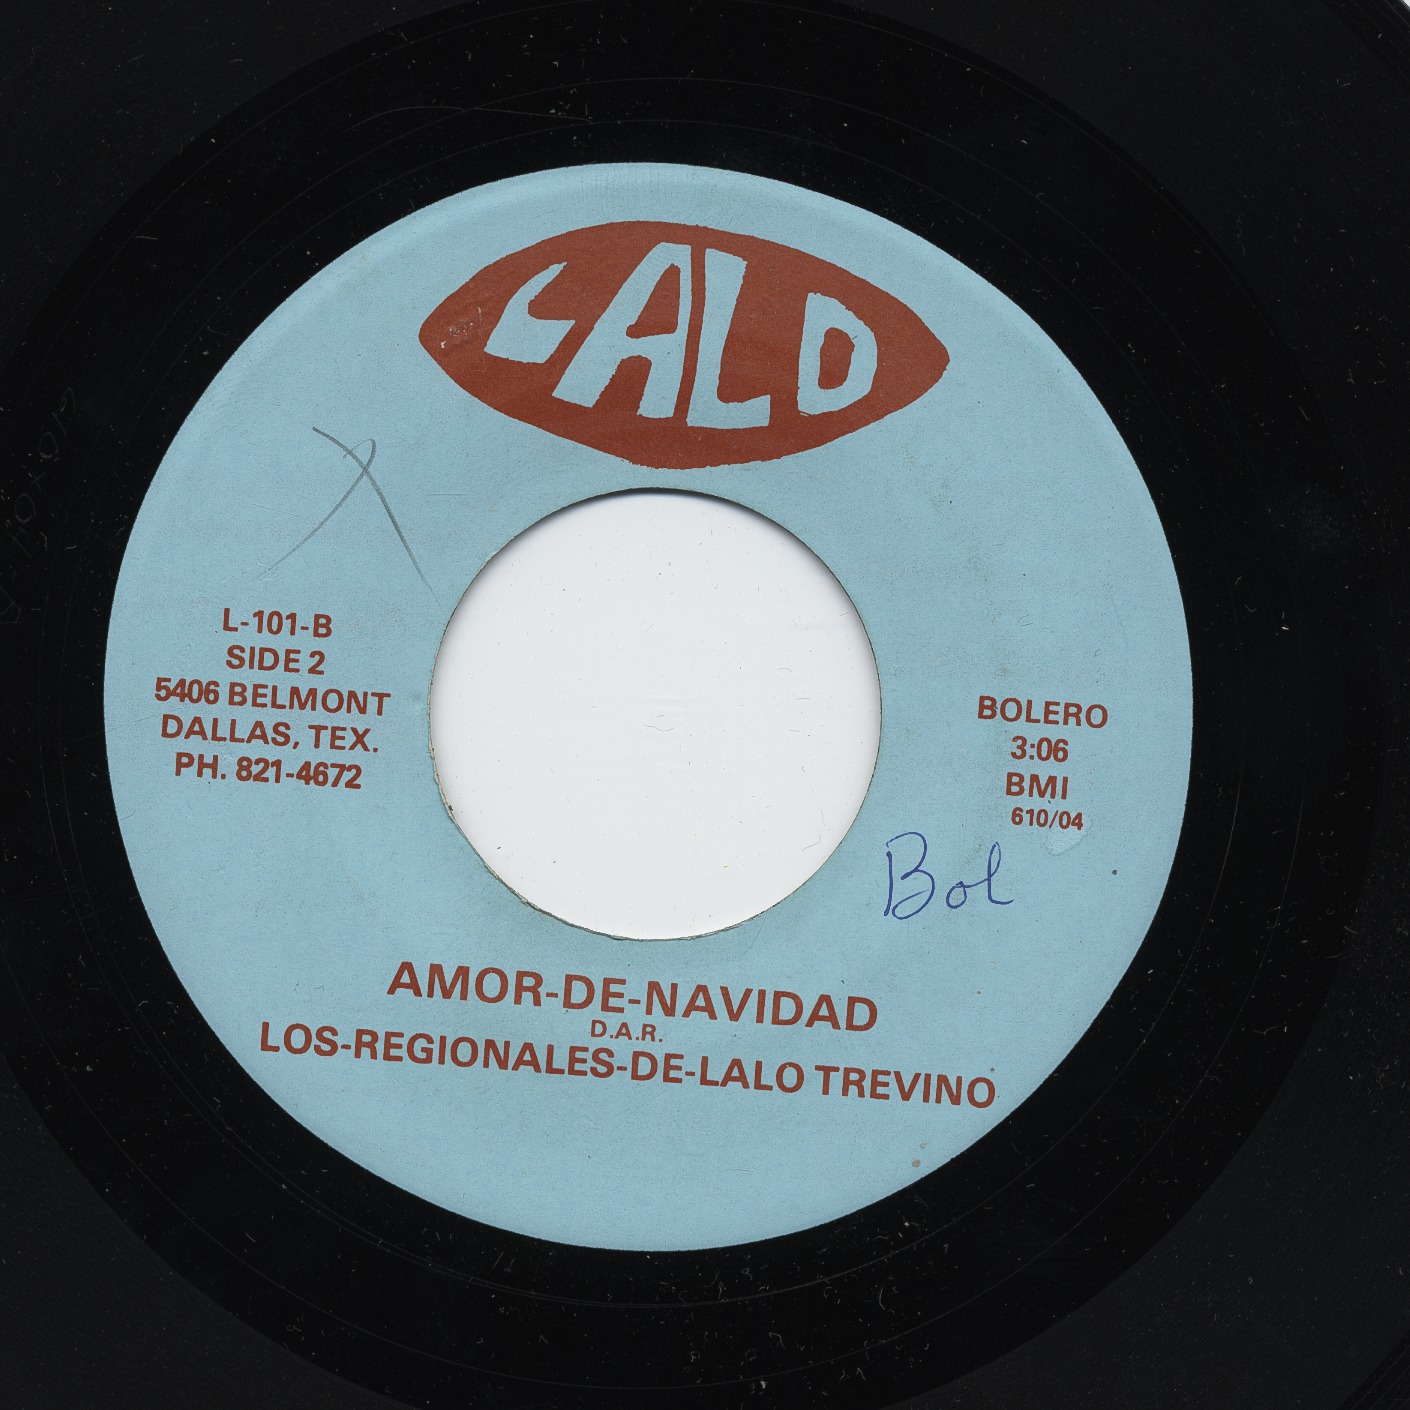 LALO
L-101-B
SIDE 2
5406 BELMONT
DALLAS, TEX.
PH. 821-4672
BOLERO
3:06
BMI
610/04
Bol
AMOR-DE-NAVIDAD
D.A.R.
LOS-REGIONALES-DE-LALO TREVINO